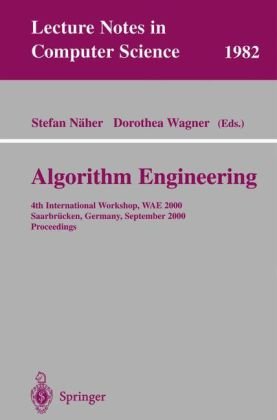 Lecture Notes in
Computer Science 1982
Stefan Näher Dorothea Wagner (Eds.)
Algorithm Engineering
4th International Workshop, WAE 2000
Saarbrücken, Germany, September 2000
Proceedings
Springer